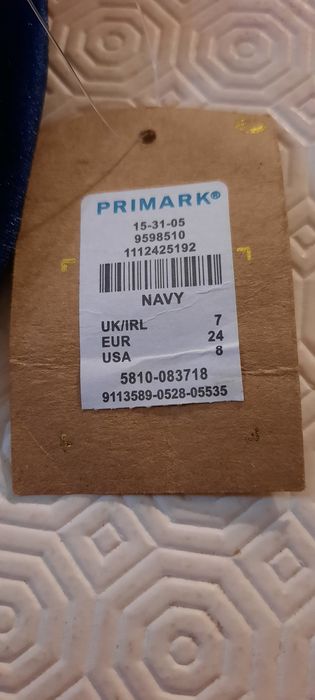 PRIMARK®
15-31-05
9598510
1112425192
NAVY
UK/IRL 7
EUR 24
USA 8
5810-083718
9113589-0528-05535